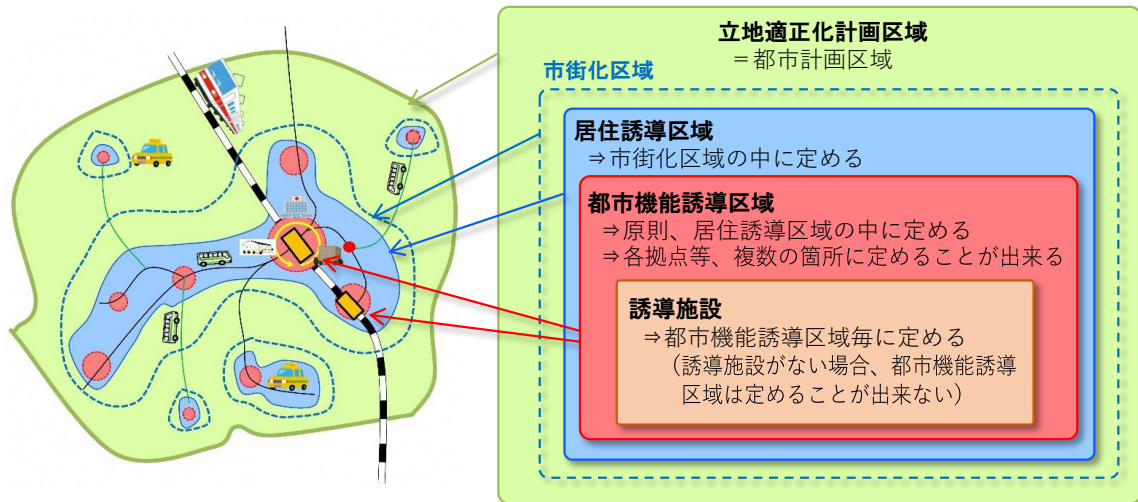 立地適正化計画区域
＝都市計画区域
市街化区域
居住誘導区域
⇒市街化区域の中に定める
都市機能誘導区域
⇒原則、居住誘導区域の中に定める
⇒各拠点等、複数の箇所に定めることが出来る
誘導施設
⇒都市機能誘導区域毎に定める
（誘導施設がない場合、都市機能誘導
区域は定めることが出来ない）